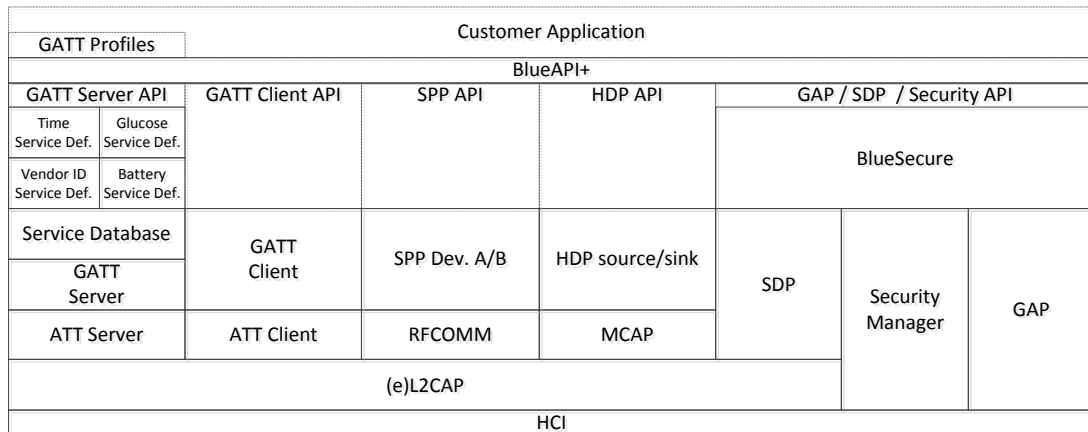 Customer Application
GATT Profiles
BlueAPI+
GATT Server API
GATT Client API
SPP API
HDP API
GAP / SDP  / Security API
Time
Service Def.
Glucose
Service Def.
Vendor ID
Service Def.
Battery
Service Def.
BlueSecure
Service Database
GATT
Server
GATT
Client
SPP Dev. A/B
HDP source/sink
SDP
Security
Manager
GAP
ATT Server
ATT Client
RFCOMM
MCAP
(e)L2CAP
HCI